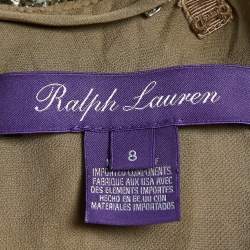 Ralph Lauren
8
IMPORTED COMPONENTS.
FABRIQUE AUX USA AVEC
DES ELEMENTS IMPORTES.
HECHO EN EE.UU CON
MATERIALES IMPORTADOS